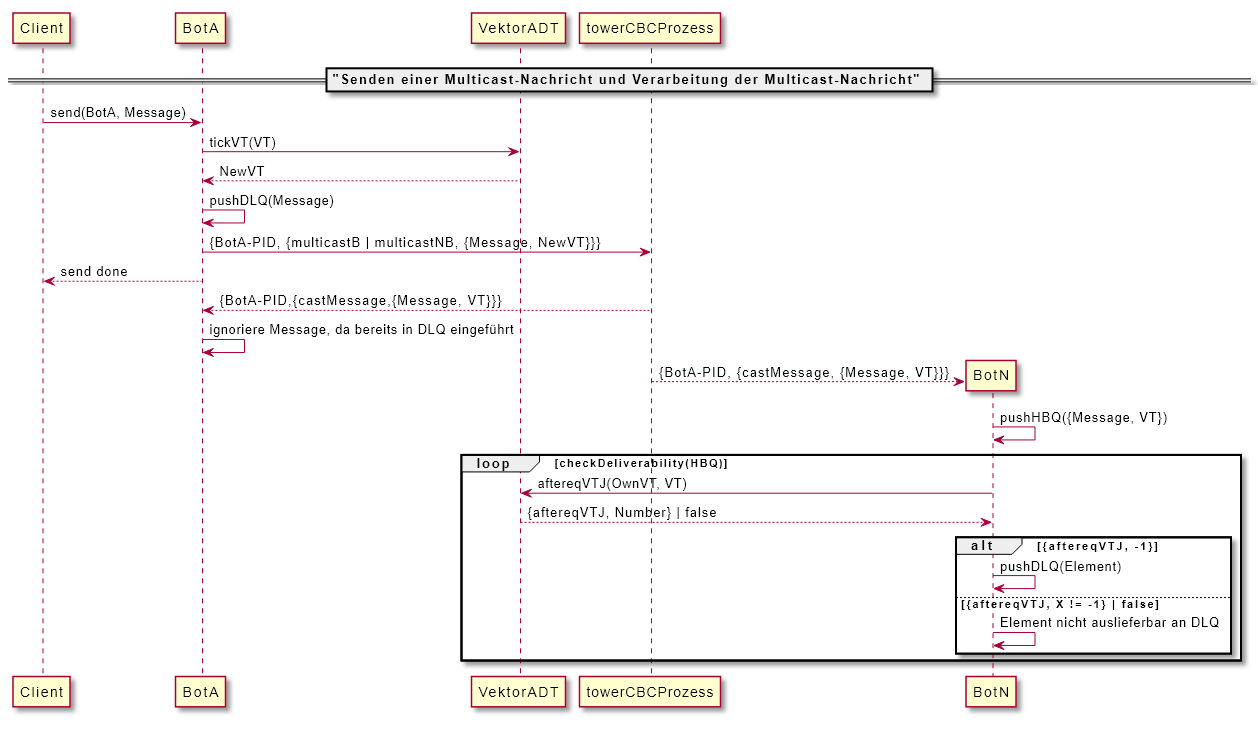 Client
BotA
VektorADT
towerCBCProzess
"Senden einer Multicast-Nachricht und Verarbeitung der Multicast-Nachricht"
send(BotA, Message)
tickVT(VT)
NewVT
pushDLQ(Message)
{BotA-PID, {multicastB | multicastNB, {Message, NewVT}}}
send done
{BotA-PID,{castMessage,{Message, VT}}}
ignoriere Message, da bereits in DLQ eingeführt
{BotA-PID, {castMessage, {Message, VT}}}
BotN
pushHBQ({Message, VT})
loop
[checkDeliverability(HBQ)]
aftereqVTJ(OwnVT, VT)
{aftereqVTJ, Number} | false
alt
[{aftereqVTJ, -1}]
pushDLQ(Element)
[{aftereqVTJ, X != -1} | false]
Element nicht auslieferbar an DLQ
Client
BotA
VektorADT
towerCBCProzess
BotN